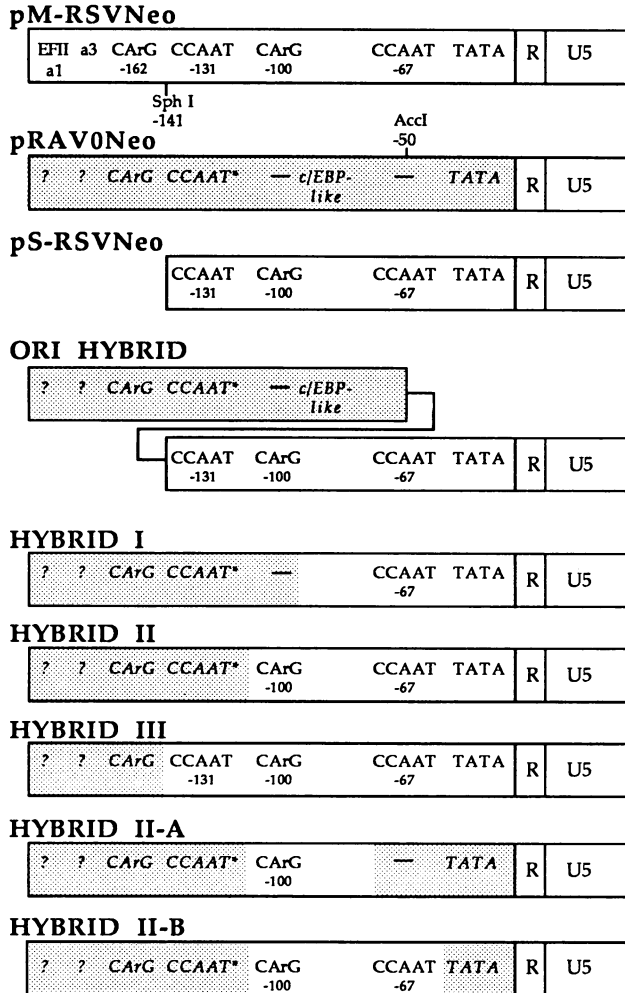 pM-RSVNeo
EFII a3 CArG CCAAT CArG CCAAT TATA R U5
a1 -162 -131 -100 -67
Sph I
-141
AccI
-50
pRAV0Neo
? ? CArG CCAAT* — c/EBP- — TATA R U5
like
pS-RSVNeo
CCAAT CArG CCAAT TATA R U5
-131 -100 -67
ORI HYBRID
? ? CArG CCAAT* — c/EBP-
like
CCAAT CArG CCAAT TATA R U5
-131 -100 -67
HYBRID I
? ? CArG CCAAT* — CCAAT TATA R U5
-67
HYBRID II
? ? CArG CCAAT* CArG CCAAT TATA R U5
-100 -67
HYBRID III
? ? CArG CCAAT CArG CCAAT TATA R U5
-131 -100 -67
HYBRID II-A
? ? CArG CCAAT* CArG — TATA R U5
-100
HYBRID II-B
? ? CArG CCAAT* CArG CCAAT TATA R U5
-100 -67